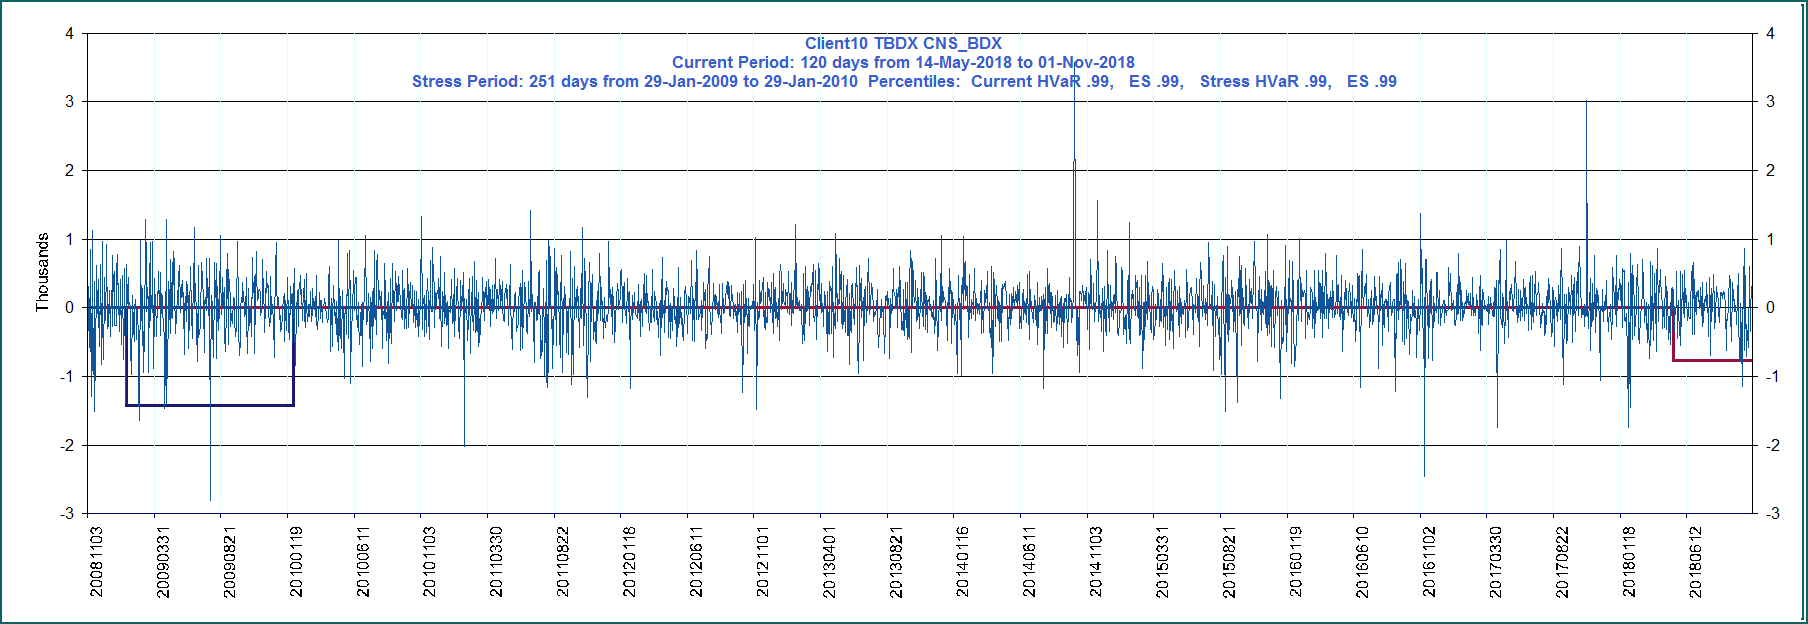 Client10 TBDX CNS_BDX
Current Period: 120 days from 14-May-2018 to 01-Nov-2018
Stress Period: 251 days from 29-Jan-2009 to 29-Jan-2010  Percentiles:  Current HVaR .99,   ES .99,   Stress HVaR .99,   ES .99
Thousands
4 4
3 3
2 2
1 1
0 0
-1 -1
-2 -2
-3 -3
20081103 20090331 20090821 20100119 20100611 20101103 20110330 20110822 20120118 20120611 20121101 20130401 20130821 20140116 20140611 20141103 20150331 20150821 20160119 20160610 20161102 20170330 20170822 20180118 20180612